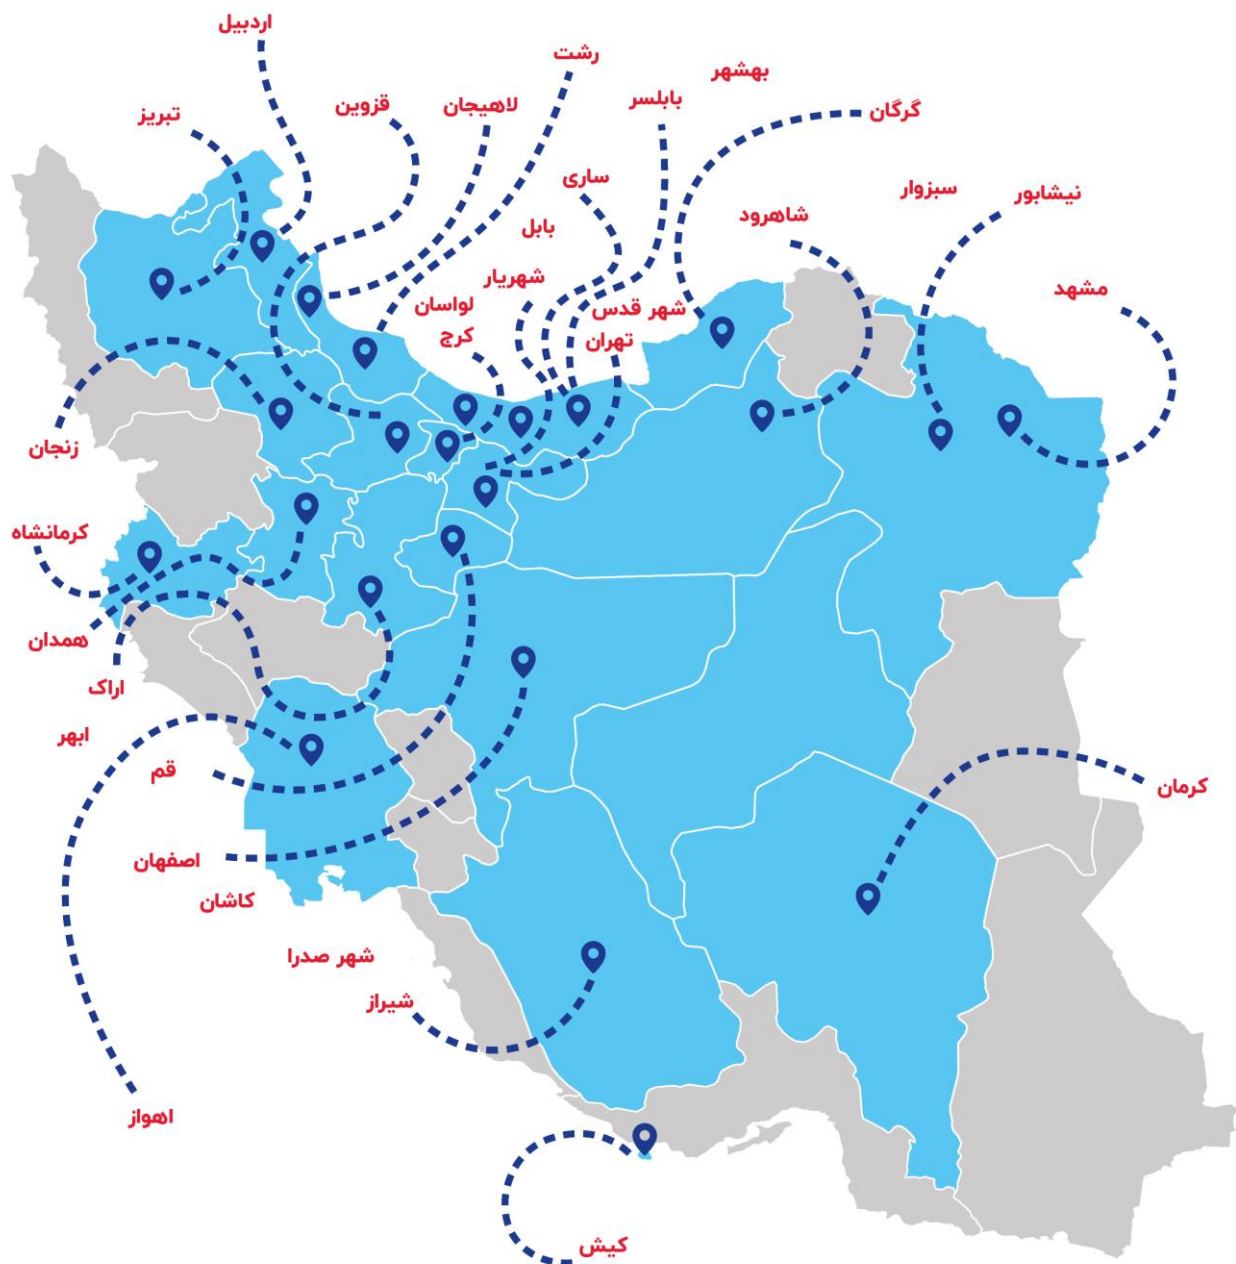 اردبیل
رشت
بهشهر
بابلسر
گرگان
لاهیجان
قزوین
تبریز
ساری
سبزوار
نیشابور
شاهرود
بابل
شهریار
مشهد
لواسان
شهر قدس
کرج
تهران
زنجان
کرمانشاه
همدان
اراک
ابهر
قم
کرمان
اصفهان
کاشان
شهر صدرا
شیراز
اهواز
کیش